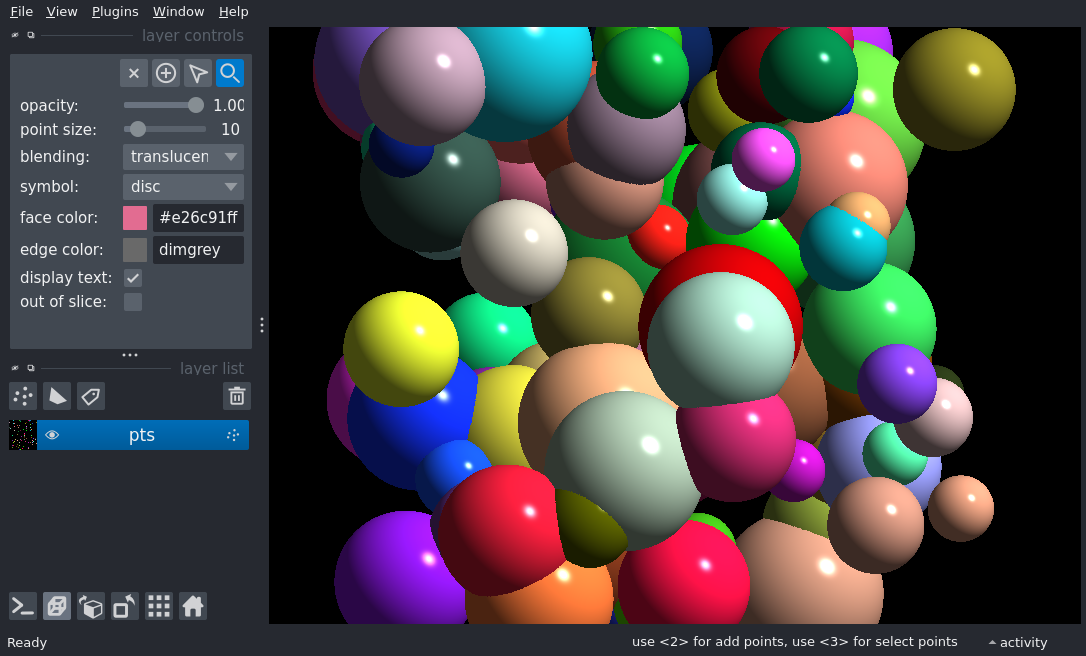 File View Plugins Window Help
layer controls
opacity: 1.00
point size: 10
blending: translucen
symbol: disc
face color: #e26c91ff
edge color: dimgrey
display text:
out of slice:
layer list
pts
Ready
use <2> for add points, use <3> for select points
activity